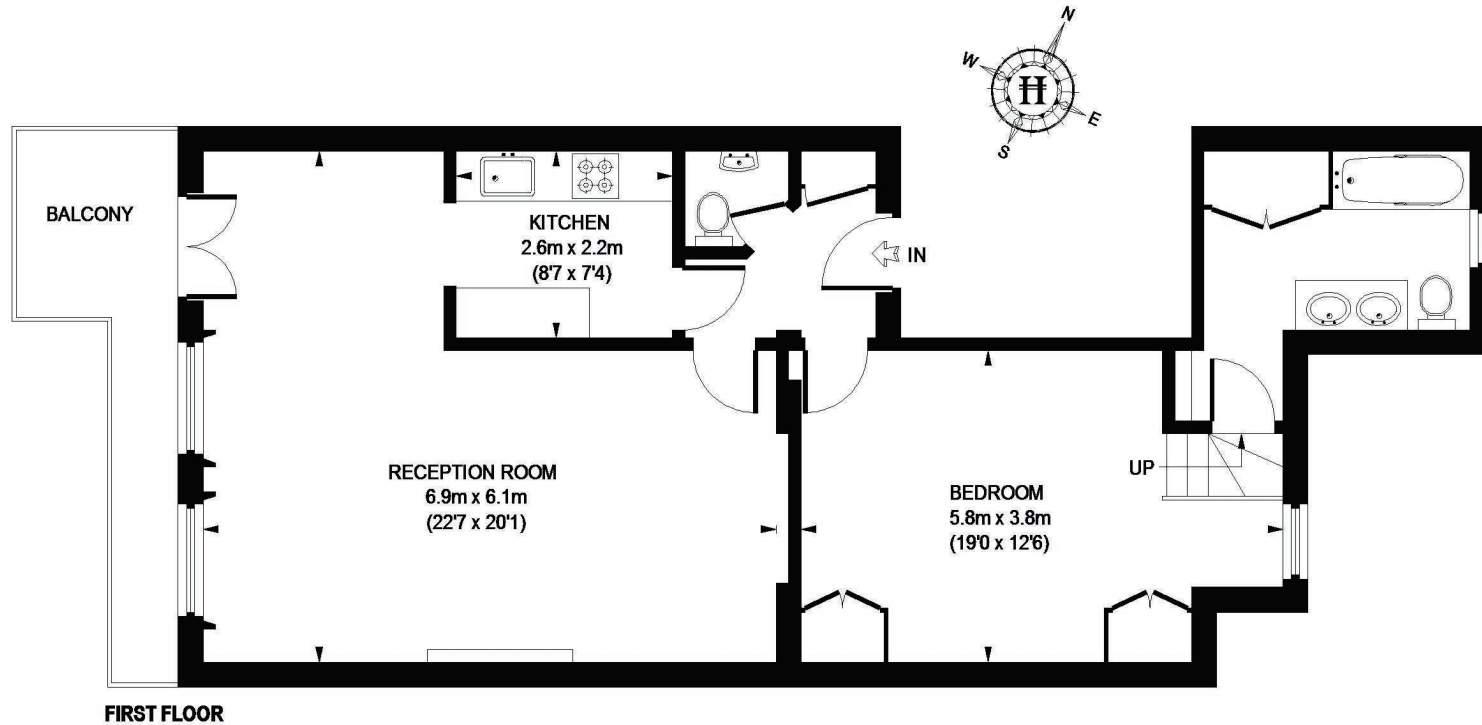 N
W
H
E
S
BALCONY
KITCHEN
2.6m x 2.2m
(8'7 x 7'4)
IN
RECEPTION ROOM
6.9m x 6.1m
(22'7 x 20'1)
UP
BEDROOM
5.8m x 3.8m
(19'0 x 12'6)
FIRST FLOOR